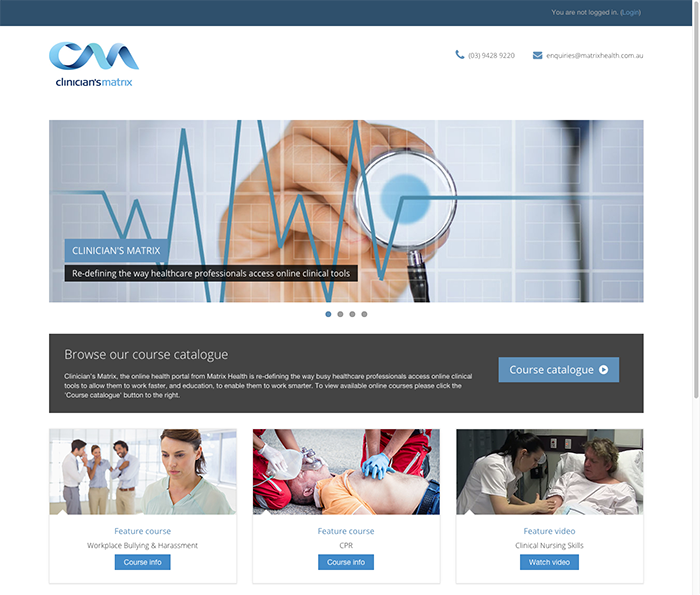 You are not logged in. (Login)
CM
clinician'smatrix
(03) 9428 9220 enquiries@matrixhealth.com.au
CLINICIAN'S MATRIX
Re-defining the way healthcare professionals access online clinical tools
Browse our course catalogue
Clinician's Matrix, the online health portal from Matrix Health is re-defining the way busy healthcare professionals access online clinical
tools to allow them to work faster, and education, to enable them to work smarter. To view available online courses please click the
'Course catalogue' button to the right.
Course catalogue
Feature course
Workplace Bullying & Harassment
Course info
Feature course
CPR
Course info
Feature video
Clinical Nursing Skills
Watch video